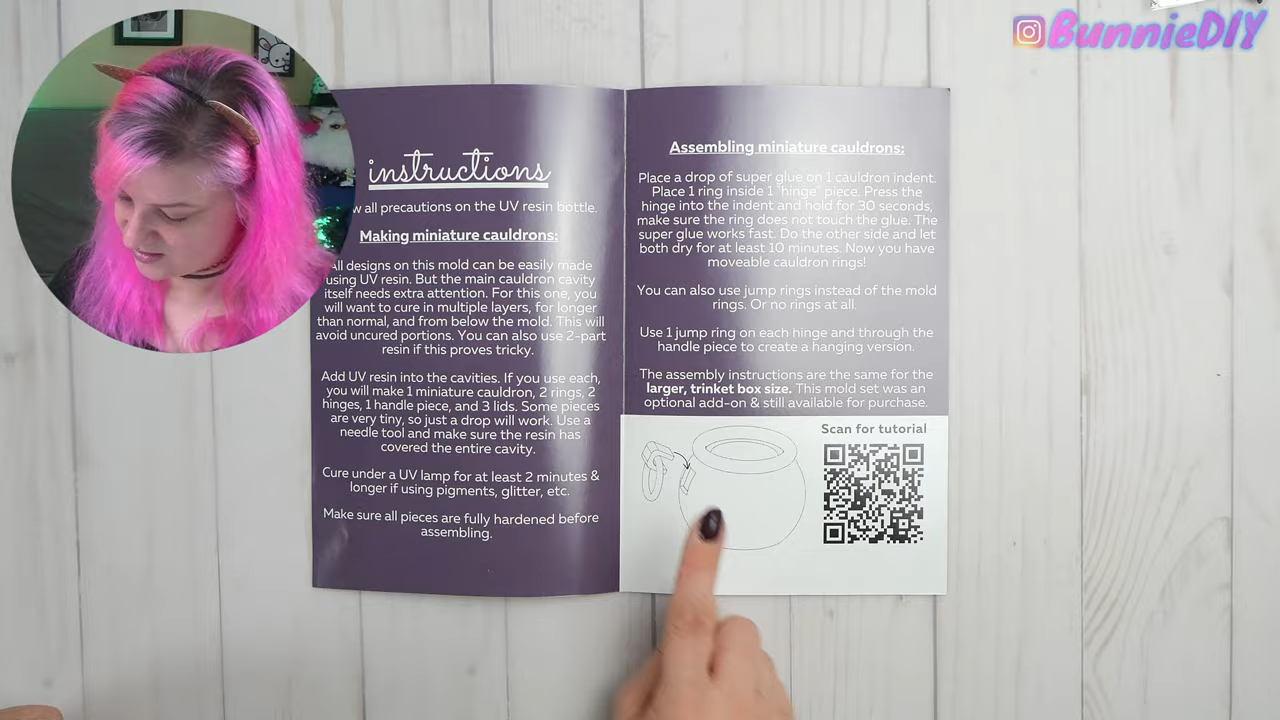 BunnieDIY
instructions
w all precautions on the UV resin bottle.
Making miniature cauldrons:
All designs on this mold can be easily made
using UV resin. But the main cauldron cavity
itself needs extra attention. For this one, you
will want to cure in multiple layers, for longer
than normal, and from below the mold. This will
avoid uncured portions. You can also use 2-part
resin if this proves tricky.
Add UV resin into the cavities. If you use each,
you will make 1 miniature cauldron, 2 rings, 2
hinges, 1 handle piece, and 3 lids. Some pieces
are very tiny, so just a drop will work. Use a
needle tool and make sure the resin has
covered the entire cavity.
Cure under a UV lamp for at least 2 minutes &
longer if using pigments, glitter, etc.
Make sure all pieces are fully hardened before
assembling.
Assembling miniature cauldrons:
Place a drop of super glue on 1 cauldron indent.
Place 1 ring inside 1 "hinge" piece. Press the
hinge into the indent and hold for 30 seconds,
make sure the ring does not touch the glue. The
super glue works fast. Do the other side and let
both dry for at least 10 minutes. Now you have
moveable cauldron rings!
You can also use jump rings instead of the mold
rings. Or no rings at all.
Use 1 jump ring on each hinge and through the
handle piece to create a hanging version.
The assembly instructions are the same for the
larger, trinket box size. This mold set was an
optional add-on & still available for purchase.
Scan for tutorial